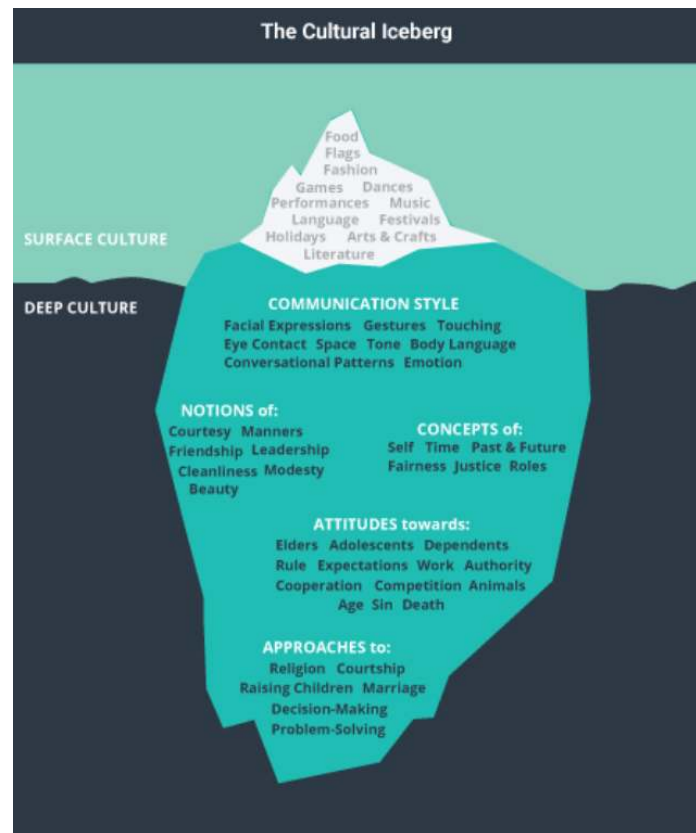 The Cultural Iceberg
Food
Flags
Fashion
Games Dances
Performances Music
Language Festivals
SURFACE CULTURE
Holidays Arts & Crafts
Literature
DEEP CULTURE
COMMUNICATION STYLE
Facial Expressions Gestures Touching
Eye Contact Space Tone Body Language
Conversational Patterns Emotion
NOTIONS of:
Courtesy Manners
Friendship Leadership
Cleanliness Modesty
Beauty
CONCEPTS of:
Self Time Past & Future
Fairness Justice Roles
ATTITUDES towards:
Elders Adolescents Dependents
Rule Expectations Work Authority
Cooperation Competition Animals
Age Sin Death
APPROACHES to:
Religion Courtship
Raising Children Marriage
Decision-Making
Problem-Solving